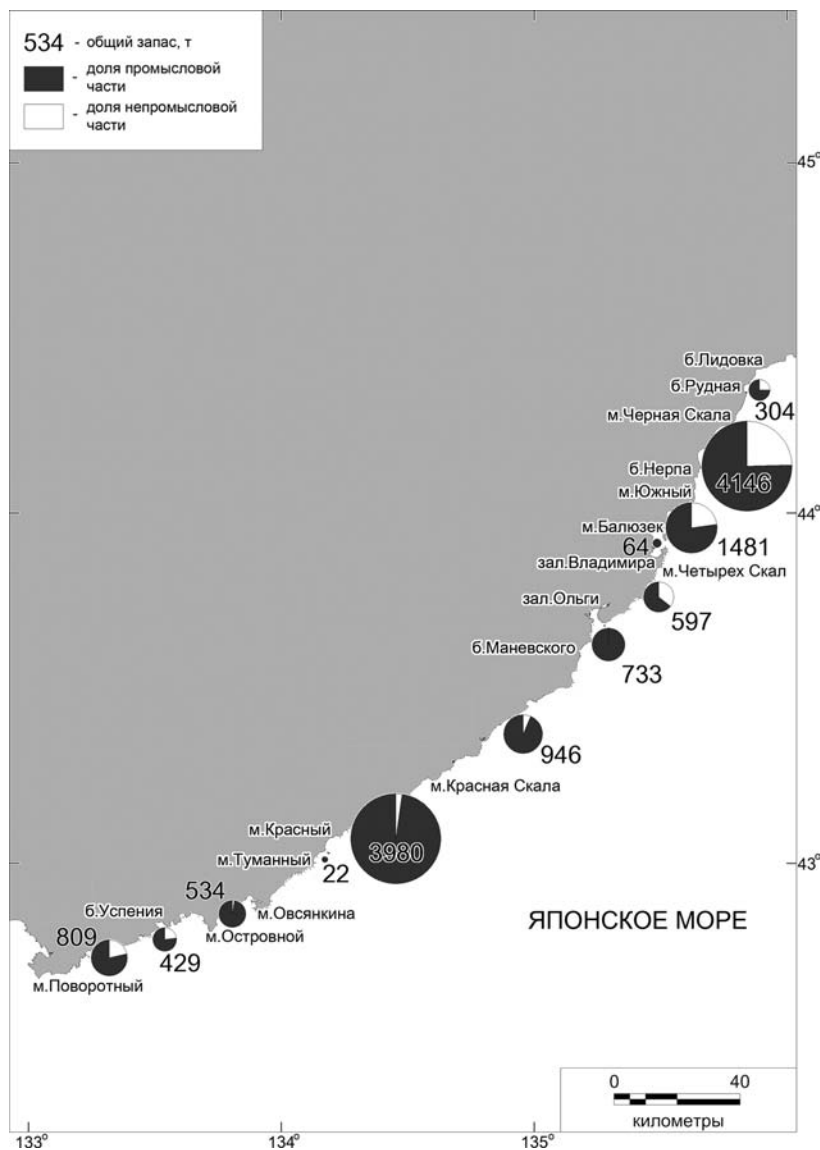 534 - общий запас, т
- доля промысловой
части
- доля непромысловой
части
45°
б.Лидовка
б.Рудная
304
м.Черная Скала
б.Нерпа
4146
м.Южный
44°
м.Балюзек
64
1481
зал.Владимира
м.Четырех Скал
зал.Ольги
597
б.Маневского
733
946
м.Красная Скала
м.Красный
3980
м.Туманный
43°
22
534
б.Успения
м.Овсянкина
ЯПОНСКОЕ МОРЕ
809
м.Островной
429
м.Поворотный
0 40
километры
133° 134° 135°